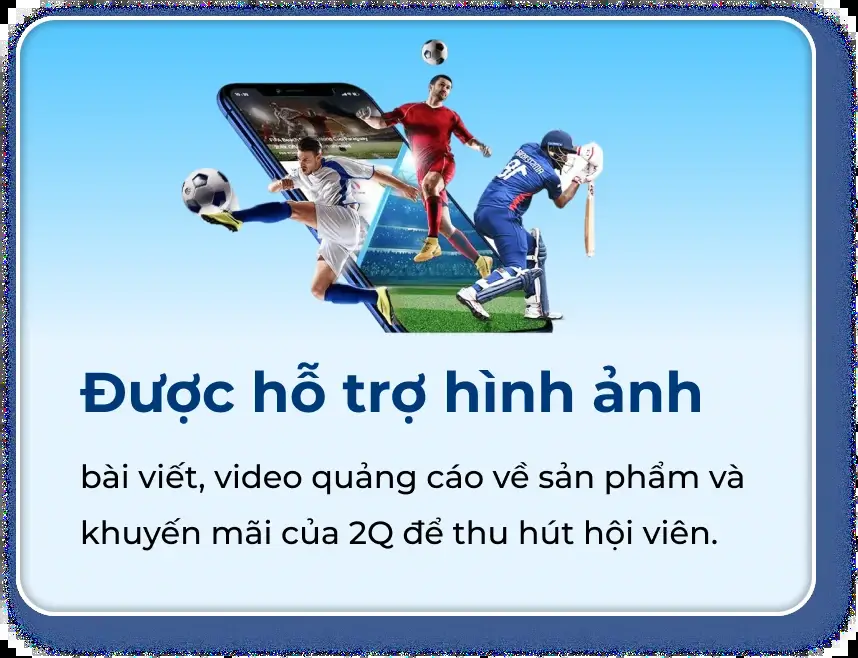 Được hỗ trợ hình ảnh
bài viết, video quảng cáo về sản phẩm và
khuyến mãi của 2Q để thu hút hội viên.